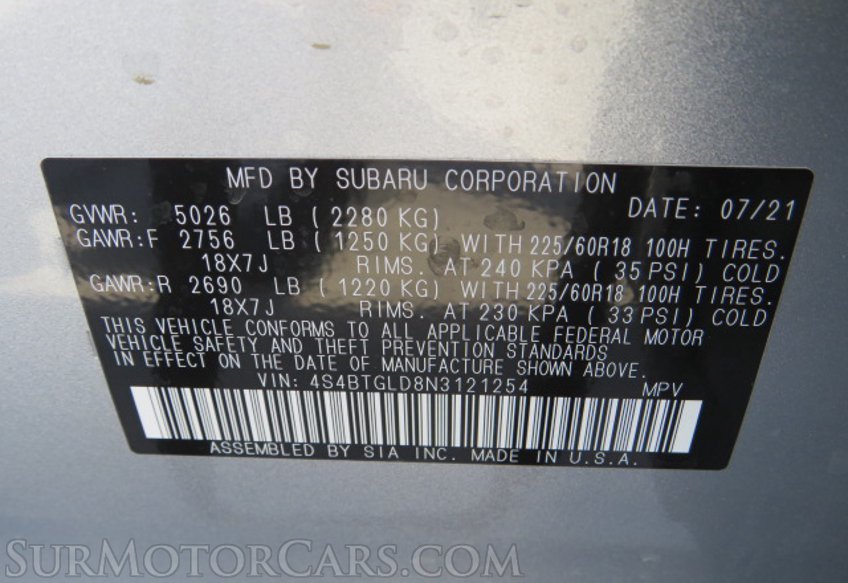 MFD BY SUBARU CORPORATION
GVWR: 5026 LB ( 2280 KG) DATE: 07/21
GAWR:F 2756 LB ( 1250 KG) WITH 225/60R18 100H TIRES.
18X7J RIMS. AT 240 KPA ( 35 PSI) COLD
GAWR:R 2690 LB ( 1220 KG) WITH 225/60R18 100H TIRES.
18X7J RIMS. AT 230 KPA ( 33 PSI) COLD
THIS VEHICLE CONFORMS TO ALL APPLICABLE FEDERAL MOTOR
VEHICLE SAFETY AND THEFT PREVENTION STANDARDS
IN EFFECT ON THE DATE OF MANUFACTURE SHOWN ABOVE.
VIN: 4S4BTGLD8N3121254 MPV
ASSEMBLED BY SIA INC. MADE IN U.S.A.
SURMOTORCARS.COM